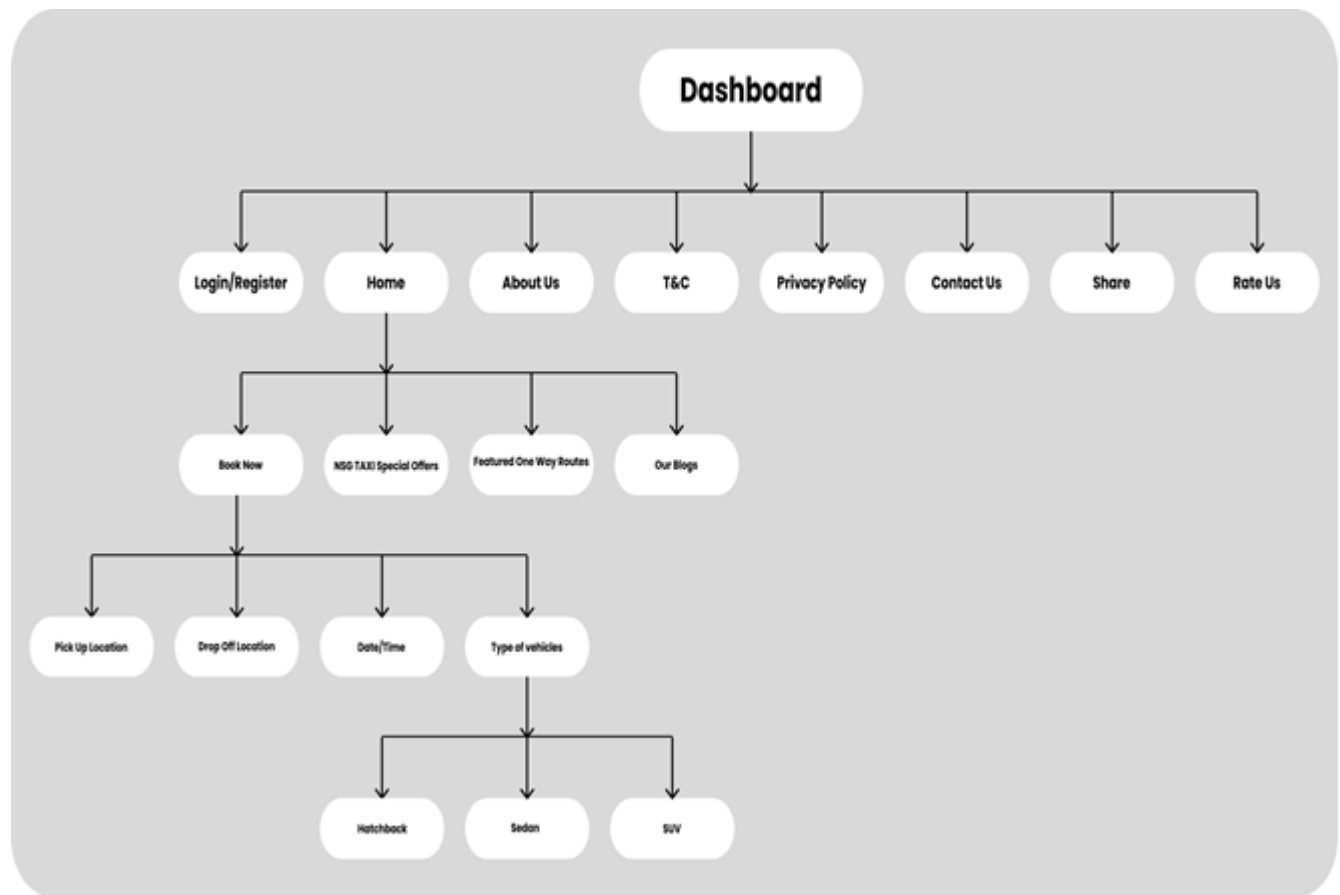 Dashboard
Login/Register
Home
About Us
T&C
Privacy Policy
Contact Us
Share
Rate Us
Book Now
NSG TAXI Special Offers
Featured One Way Routes
Our Blogs
Pick Up Location
Drop Off Location
Date/Time
Type of vehicles
Hatchback
Sedan
SUV